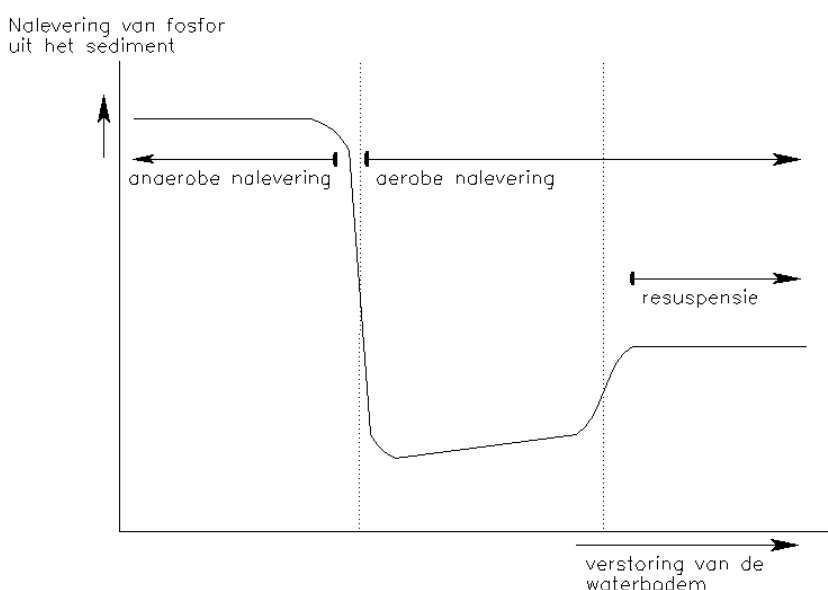 Nalevering van fosfor
uit het sediment
anaerobe nalevering
aerobe nalevering
resuspensie
verstoring van de
waterbodem